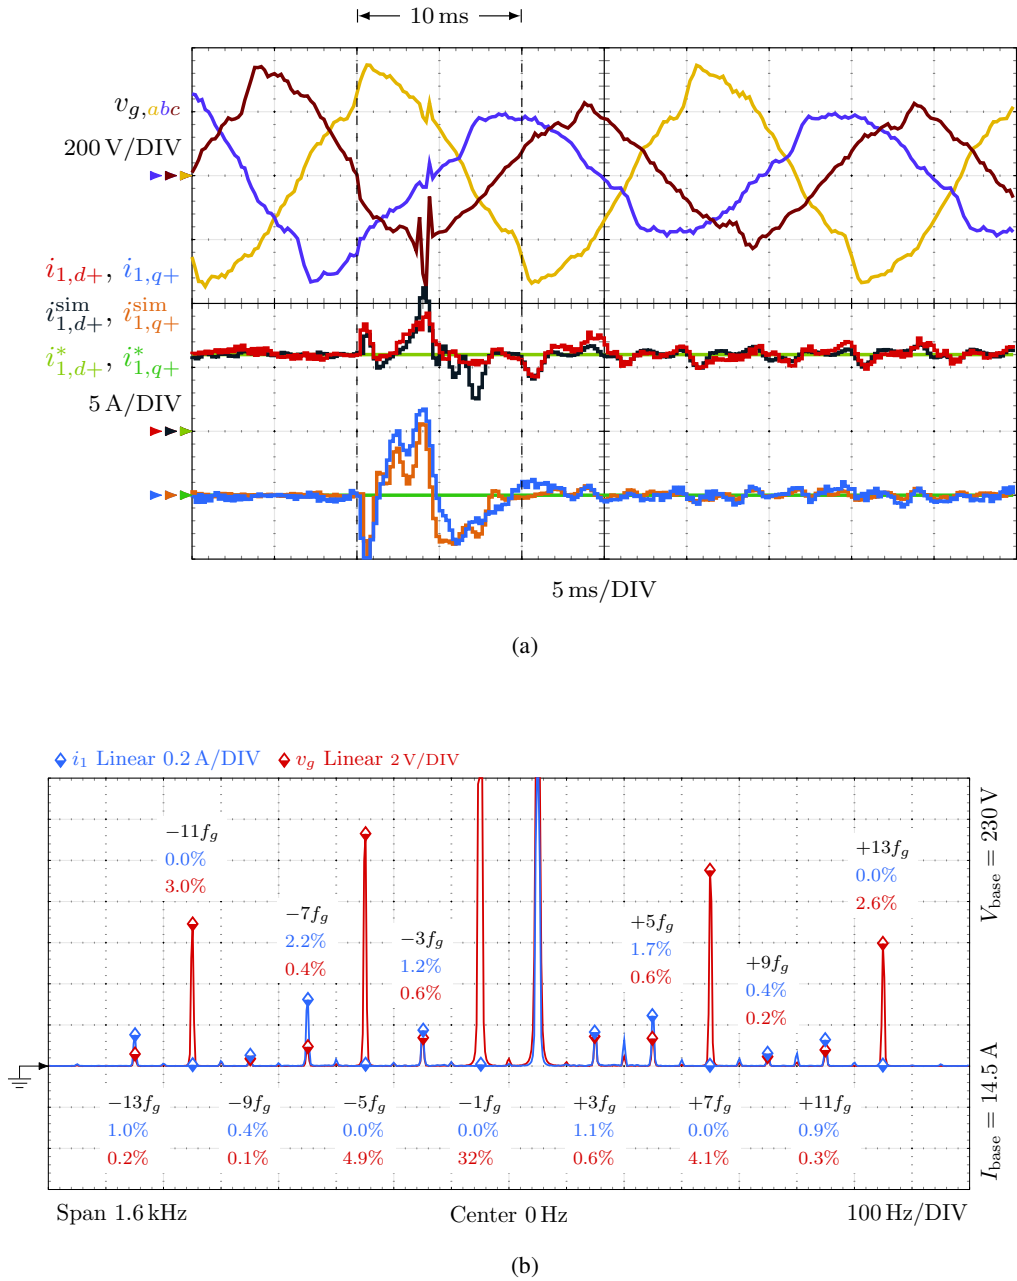 10 ms
v_{g,abc}
200 V/DIV
i_{1,d+}, i_{1,q+}
i^{sim}_{1,d+}, i^{sim}_{1,q+}
i^*_{1,d+}, i^*_{1,q+}
5 A/DIV
5 ms/DIV
(a)
i_1 Linear 0.2 A/DIV v_g Linear 2 V/DIV
−11f_g
0.0%
3.0%
−7f_g
2.2%
0.4%
−3f_g
1.2%
0.6%
+5f_g
1.7%
0.6%
+9f_g
0.4%
0.2%
+13f_g
0.0%
2.6%
−13f_g
1.0%
0.2%
−9f_g
0.4%
0.1%
−5f_g
0.0%
4.9%
−1f_g
0.0%
32%
+3f_g
1.1%
0.6%
+7f_g
0.0%
4.1%
+11f_g
0.9%
0.3%
V_{base} = 230 V
I_{base} = 14.5 A
Span 1.6 kHz Center 0 Hz 100 Hz/DIV
(b)